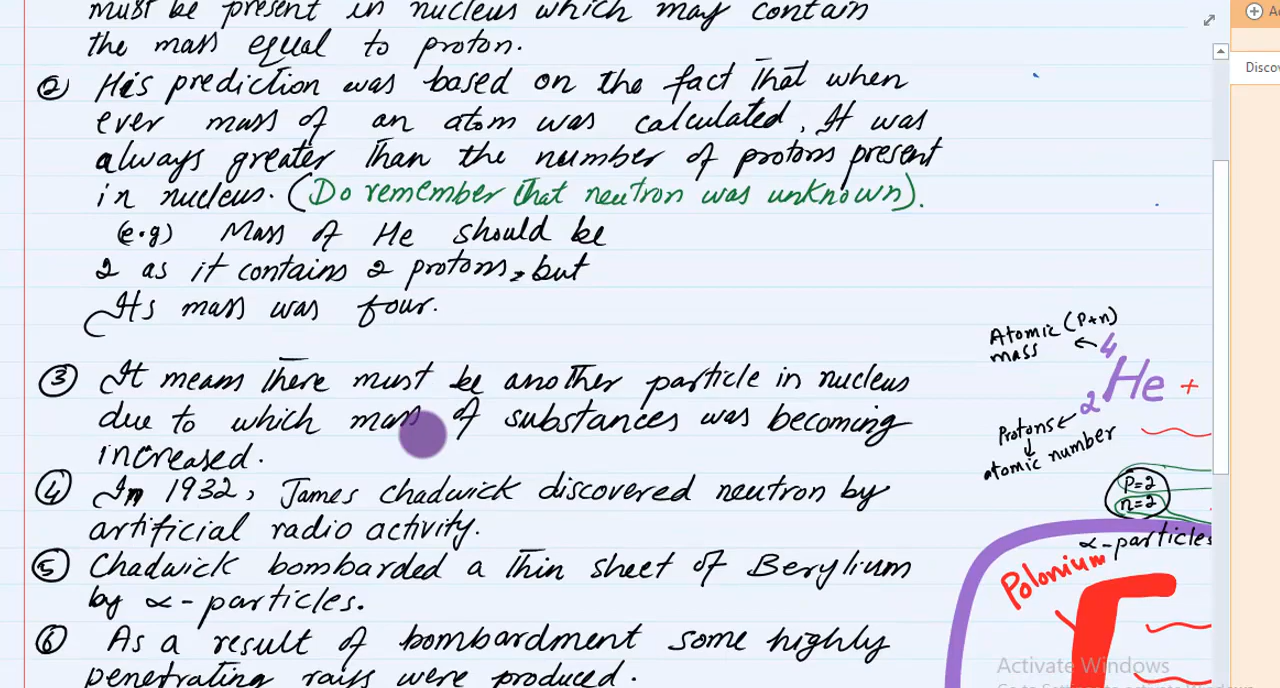 must be present in nucleus which may contain
the mass equal to proton.
② His prediction was based on the fact that when
ever mass of an atom was calculated, It was
always greater than the number of protons present
in nucleus. (Do remember that neutron was unknown).
(e.g) Mass of He should be
2 as it contains 2 protons, but
Its mass was four.
③ It means there must be another particle in nucleus
due to which mass of substances was becoming
increased.
④ In 1932, James Chadwick discovered neutron by
artificial radio activity.
⑤ Chadwick bombarded a thin sheet of Berylium
by α-particles.
⑥ As a result of bombardment some highly
penetrating rays were produced.
Atomic (P+n)
mass
4
2He +
Protons
atomic number
P=2
n=2
α-particles
Polonium
Activate Windows
Disco